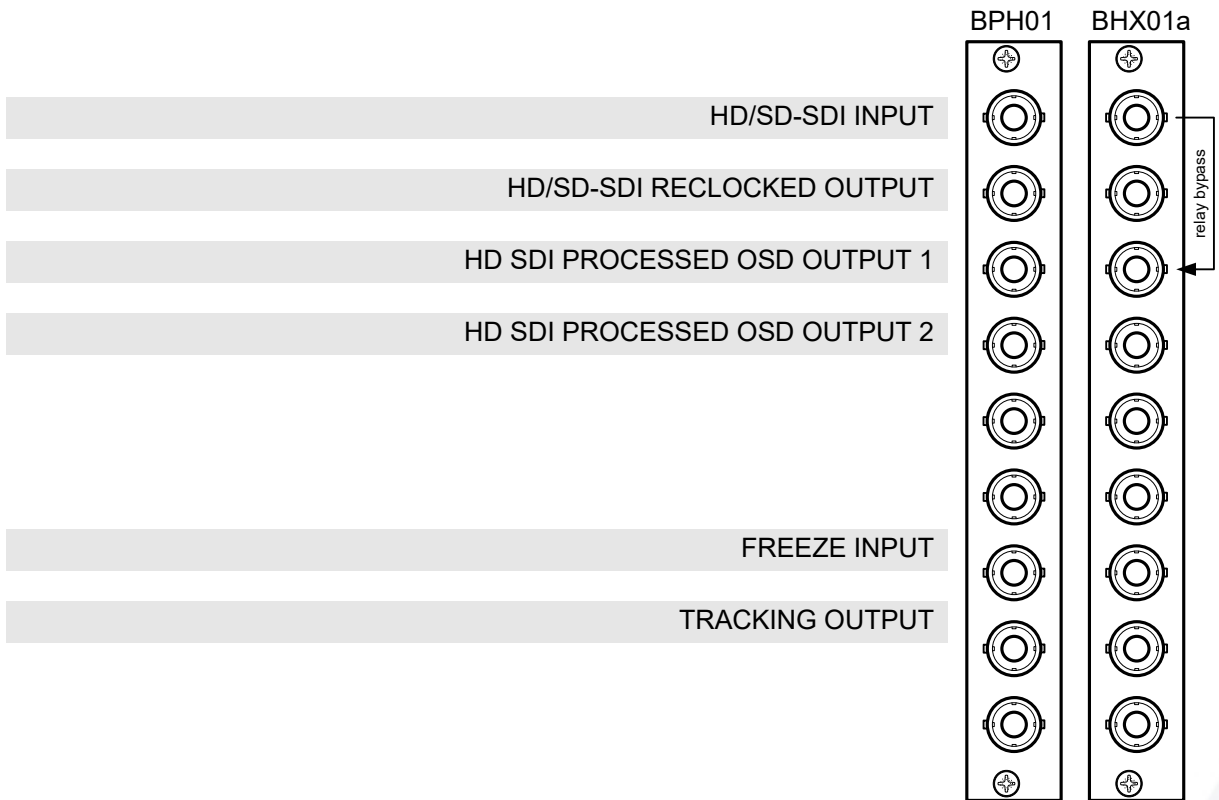 BPH01 BHX01a
HD/SD-SDI INPUT
HD/SD-SDI RECLOCKED OUTPUT
relay bypass
HD SDI PROCESSED OSD OUTPUT 1
HD SDI PROCESSED OSD OUTPUT 2
FREEZE INPUT
TRACKING OUTPUT